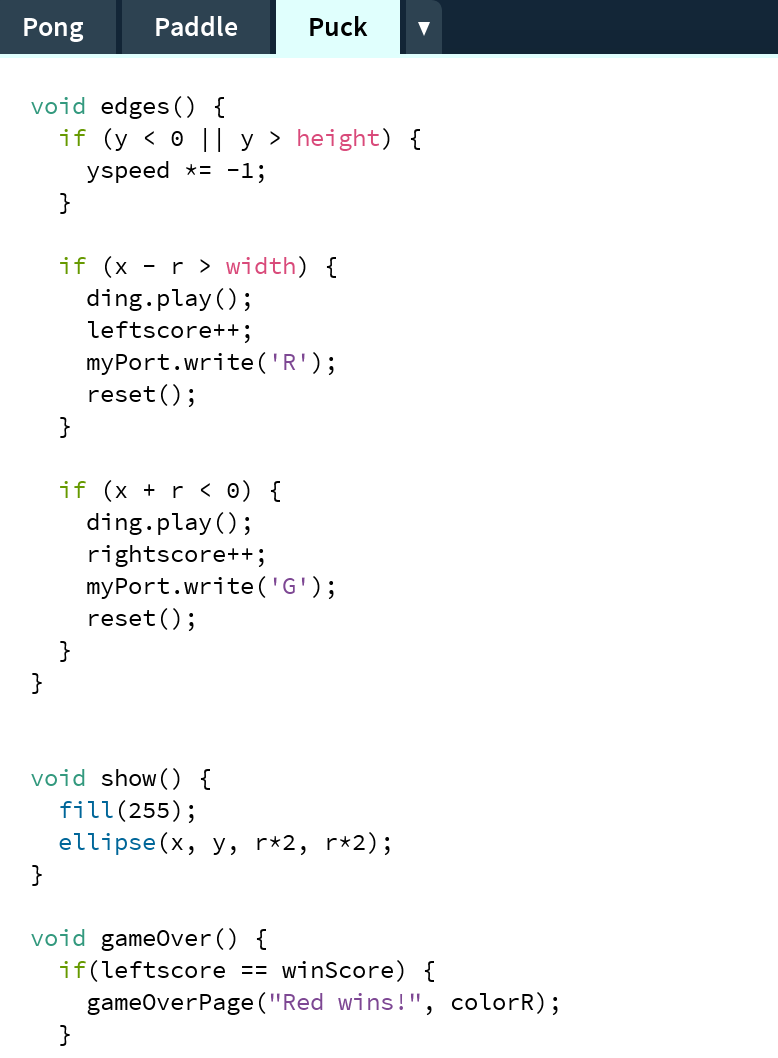 Pong Paddle Puck ▼
void edges() {
  if (y < 0 || y > height) {
    yspeed *= -1;
  }

  if (x - r > width) {
    ding.play();
    leftscore++;
    myPort.write('R');
    reset();
  }

  if (x + r < 0) {
    ding.play();
    rightscore++;
    myPort.write('G');
    reset();
  }
}


void show() {
  fill(255);
  ellipse(x, y, r*2, r*2);
}

void gameOver() {
  if(leftscore == winScore) {
    gameOverPage("Red wins!", colorR);
  }